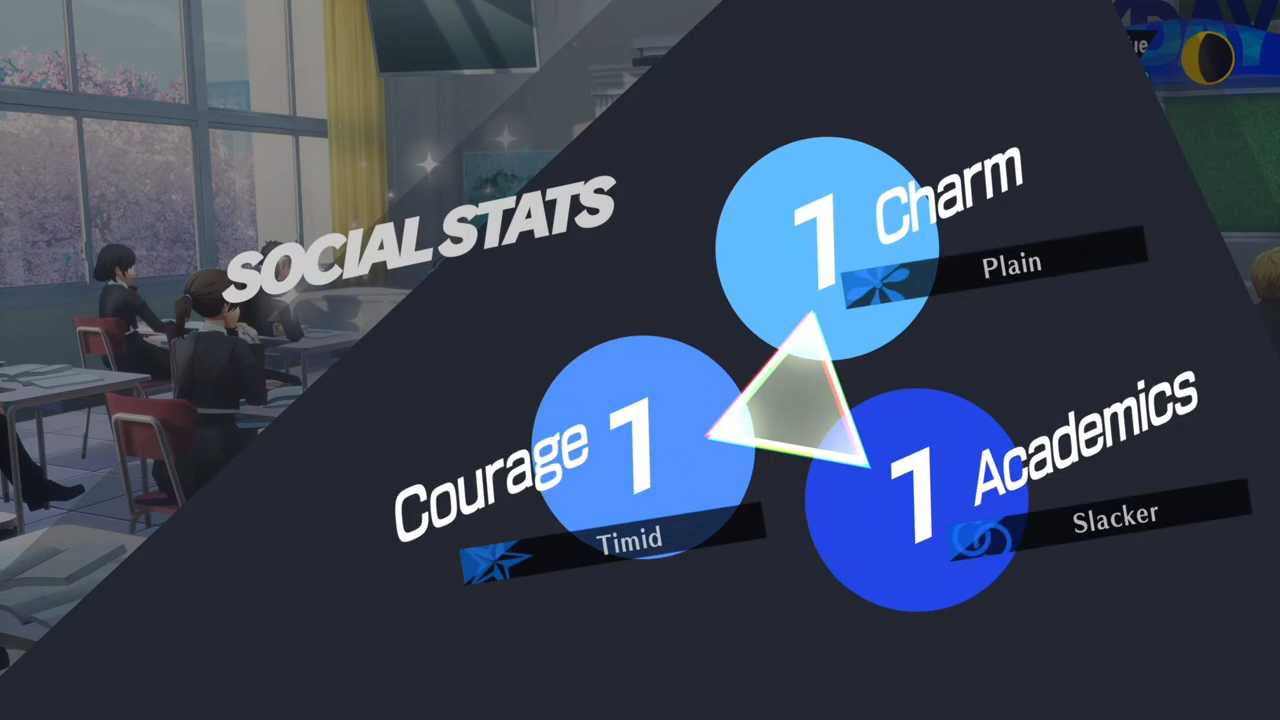 SOCIAL STATS
1 Charm
Plain
Courage 1
Timid
1 Academics
Slacker